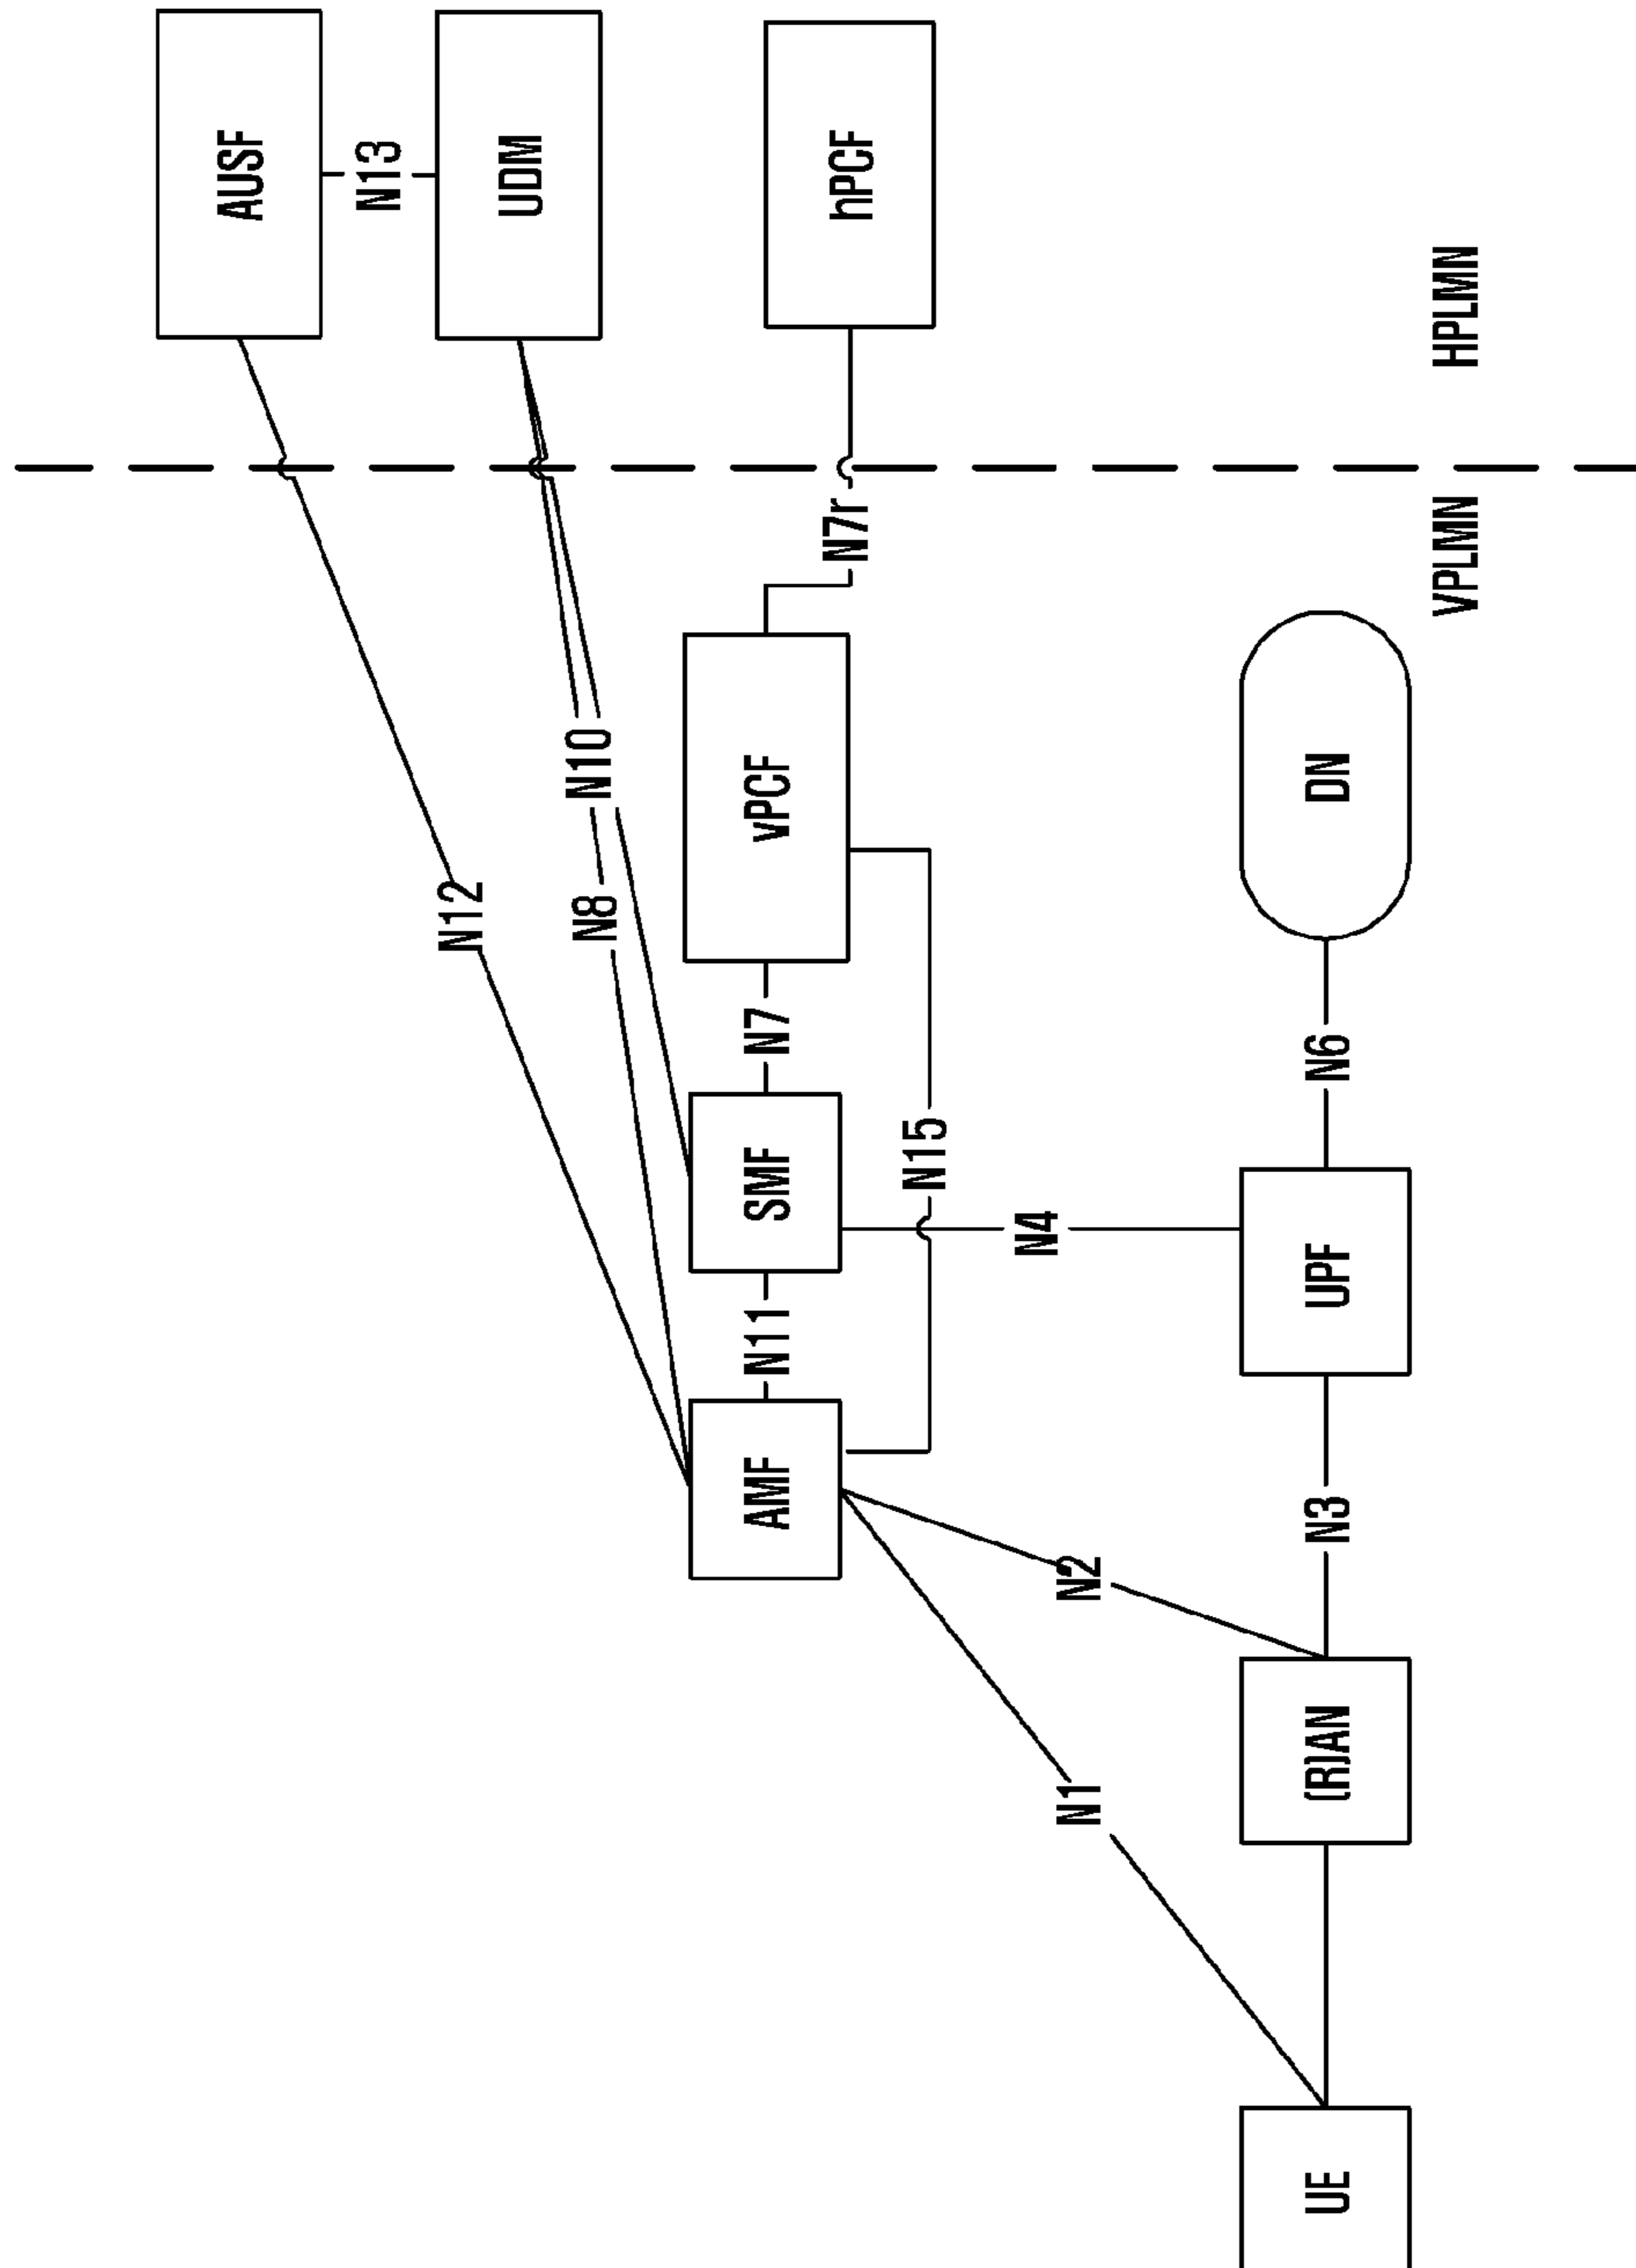 AUSF
N13
UDM
hPCF
N12
N10
N8
N7r
vPCF
N7
SMF
N11
AMF
N15
N4
N2
N1
UE
(R)AN
N3
UPF
N6
DN
VPLMN
HPLMN